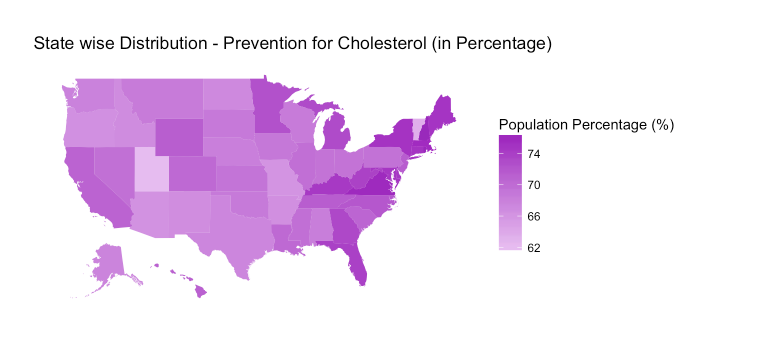 State wise Distribution - Prevention for Cholesterol (in Percentage)
Population Percentage (%)
74
70
66
62